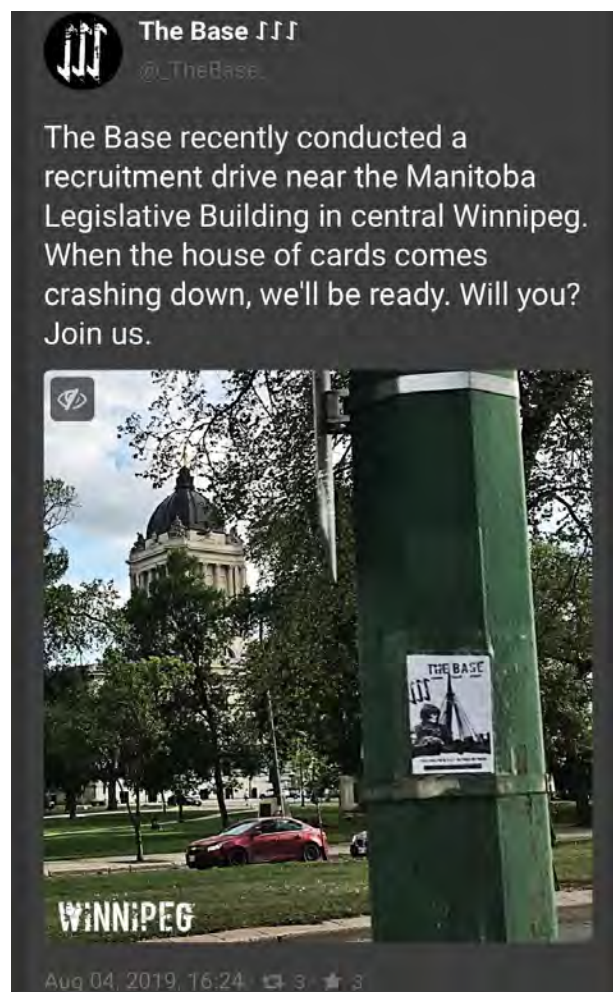 The Base ᛇᛇᛇ
@_TheBase_
The Base recently conducted a
recruitment drive near the Manitoba
Legislative Building in central Winnipeg.
When the house of cards comes
crashing down, we'll be ready. Will you?
Join us.
THE BASE
WiNNiPEG
Aug 04, 2019, 16:24 3 3